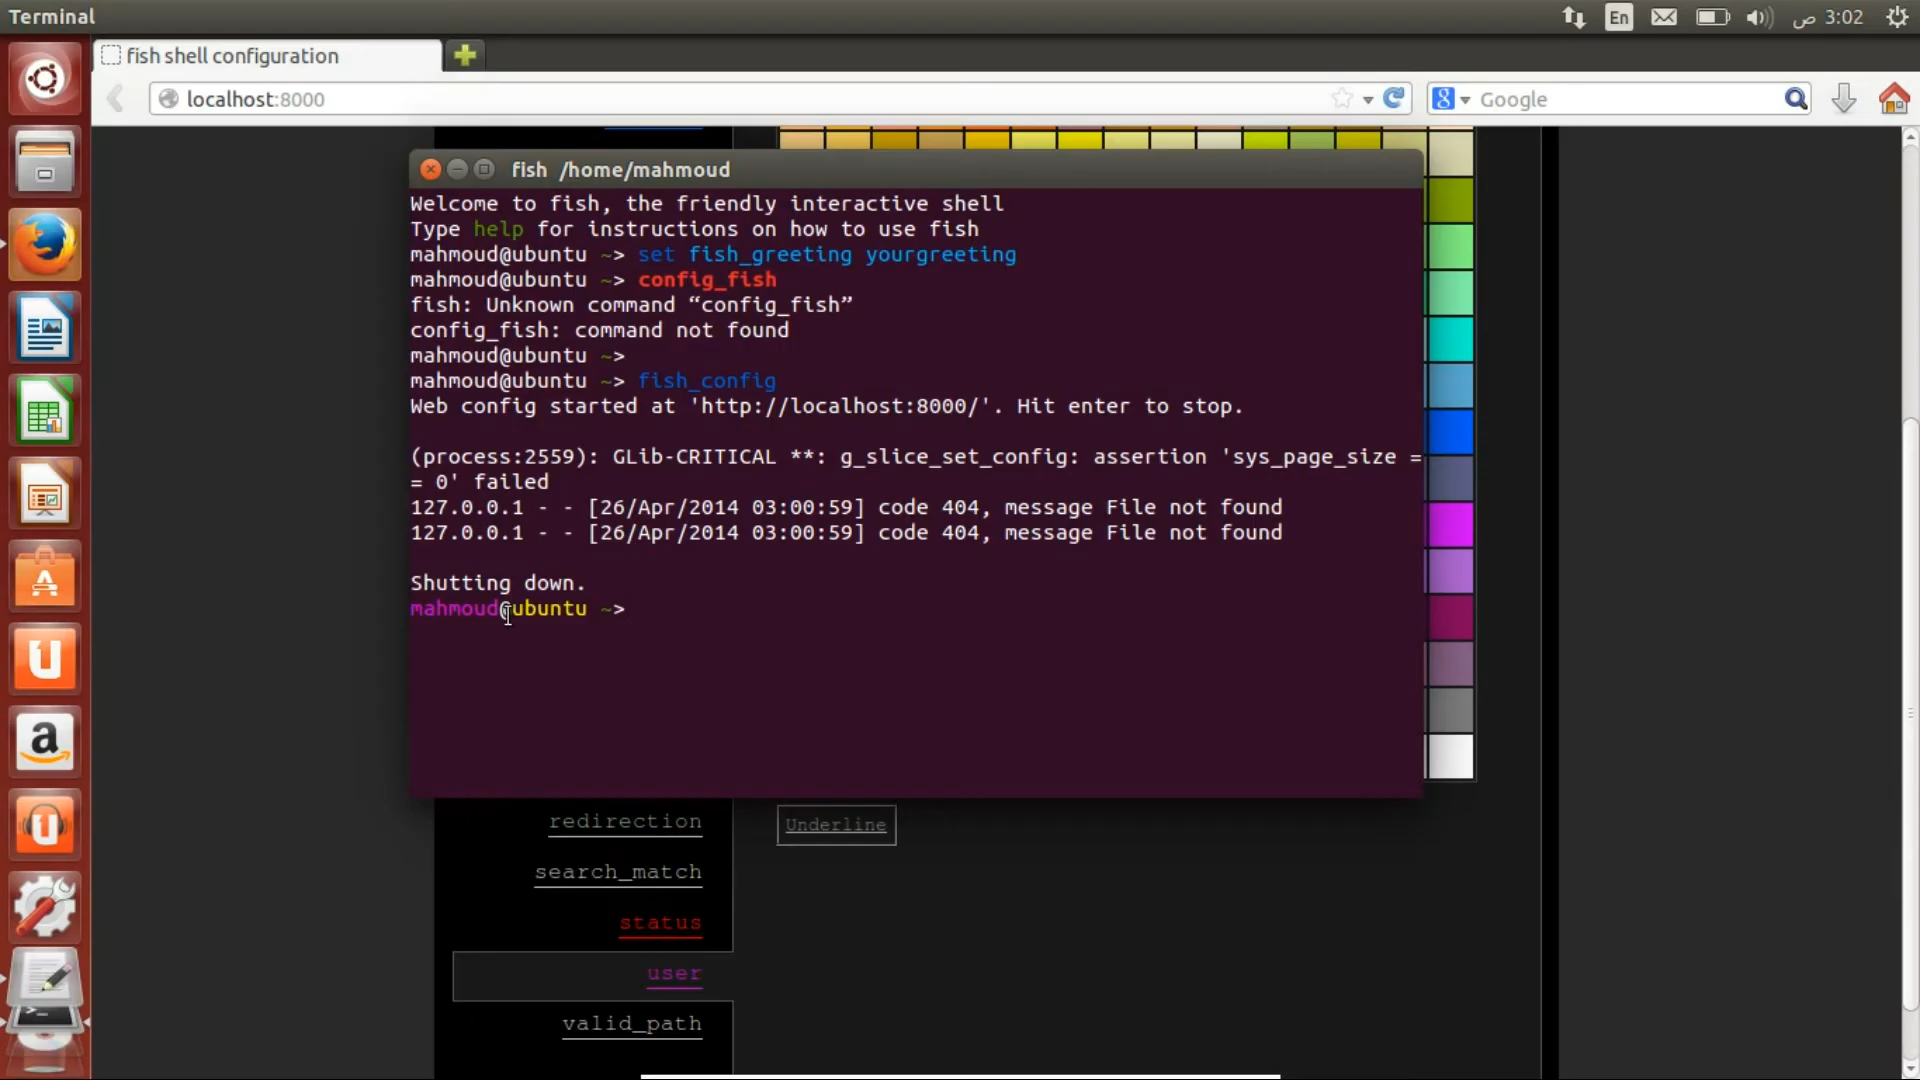 Terminal
En
ص 3:02
fish shell configuration
localhost:8000
Google
fish /home/mahmoud
Welcome to fish, the friendly interactive shell
Type help for instructions on how to use fish
mahmoud@ubuntu ~> set fish_greeting yourgreeting
mahmoud@ubuntu ~> config_fish
fish: Unknown command “config_fish”
config_fish: command not found
mahmoud@ubuntu ~>
mahmoud@ubuntu ~> fish_config
Web config started at 'http://localhost:8000/'. Hit enter to stop.
(process:2559): GLib-CRITICAL **: g_slice_set_config: assertion 'sys_page_size =
= 0' failed
127.0.0.1 - - [26/Apr/2014 03:00:59] code 404, message File not found
127.0.0.1 - - [26/Apr/2014 03:00:59] code 404, message File not found
Shutting down.
mahmoud@ubuntu ~>
redirection
Underline
search_match
status
user
valid_path